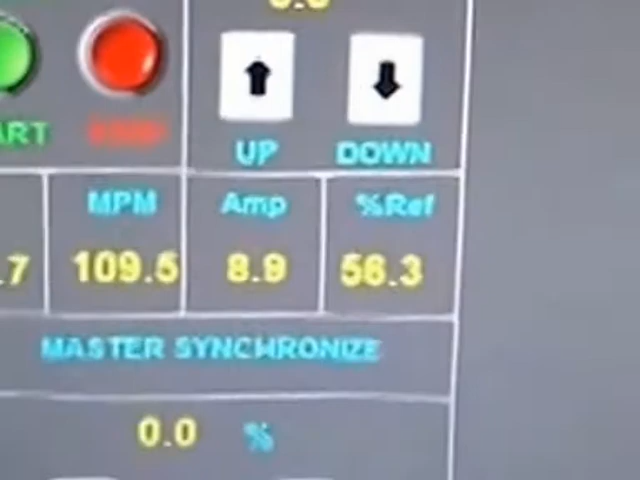 ART
UP DOWN
MPM Amp %Ref
.7 109.5 8.9 56.3
MASTER SYNCHRONIZE
0.0 %